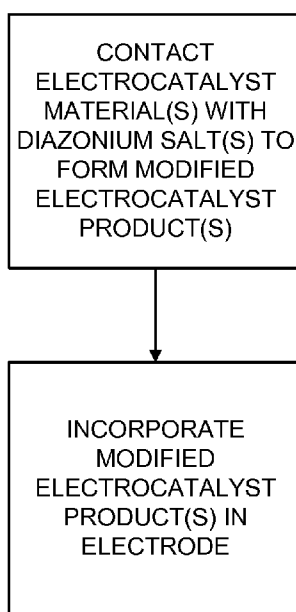 CONTACT
ELECTROCATALYST
MATERIAL(S) WITH
DIAZONIUM SALT(S) TO
FORM MODIFIED
ELECTROCATALYST
PRODUCT(S)
INCORPORATE
MODIFIED
ELECTROCATALYST
PRODUCT(S) IN
ELECTRODE